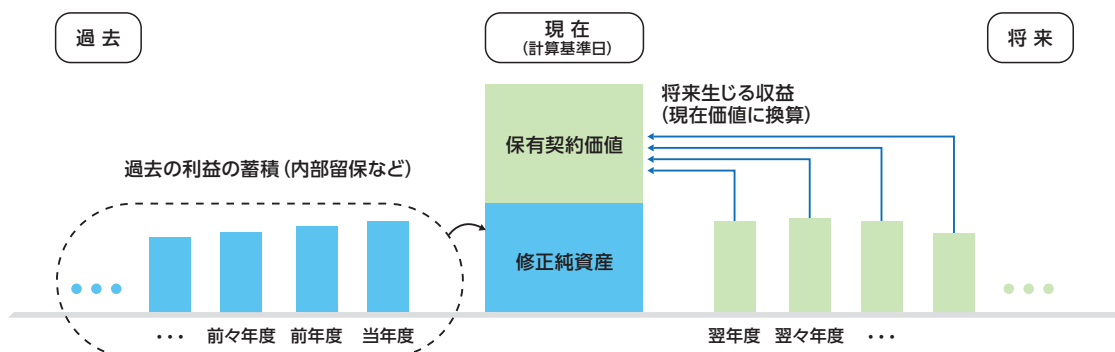 過去
現在
(計算基準日)
将来
将来生じる収益
(現在価値に換算)
保有契約価値
過去の利益の蓄積(内部留保など)
修正純資産
… 前々年度 前年度 当年度
翌年度 翌々年度 …